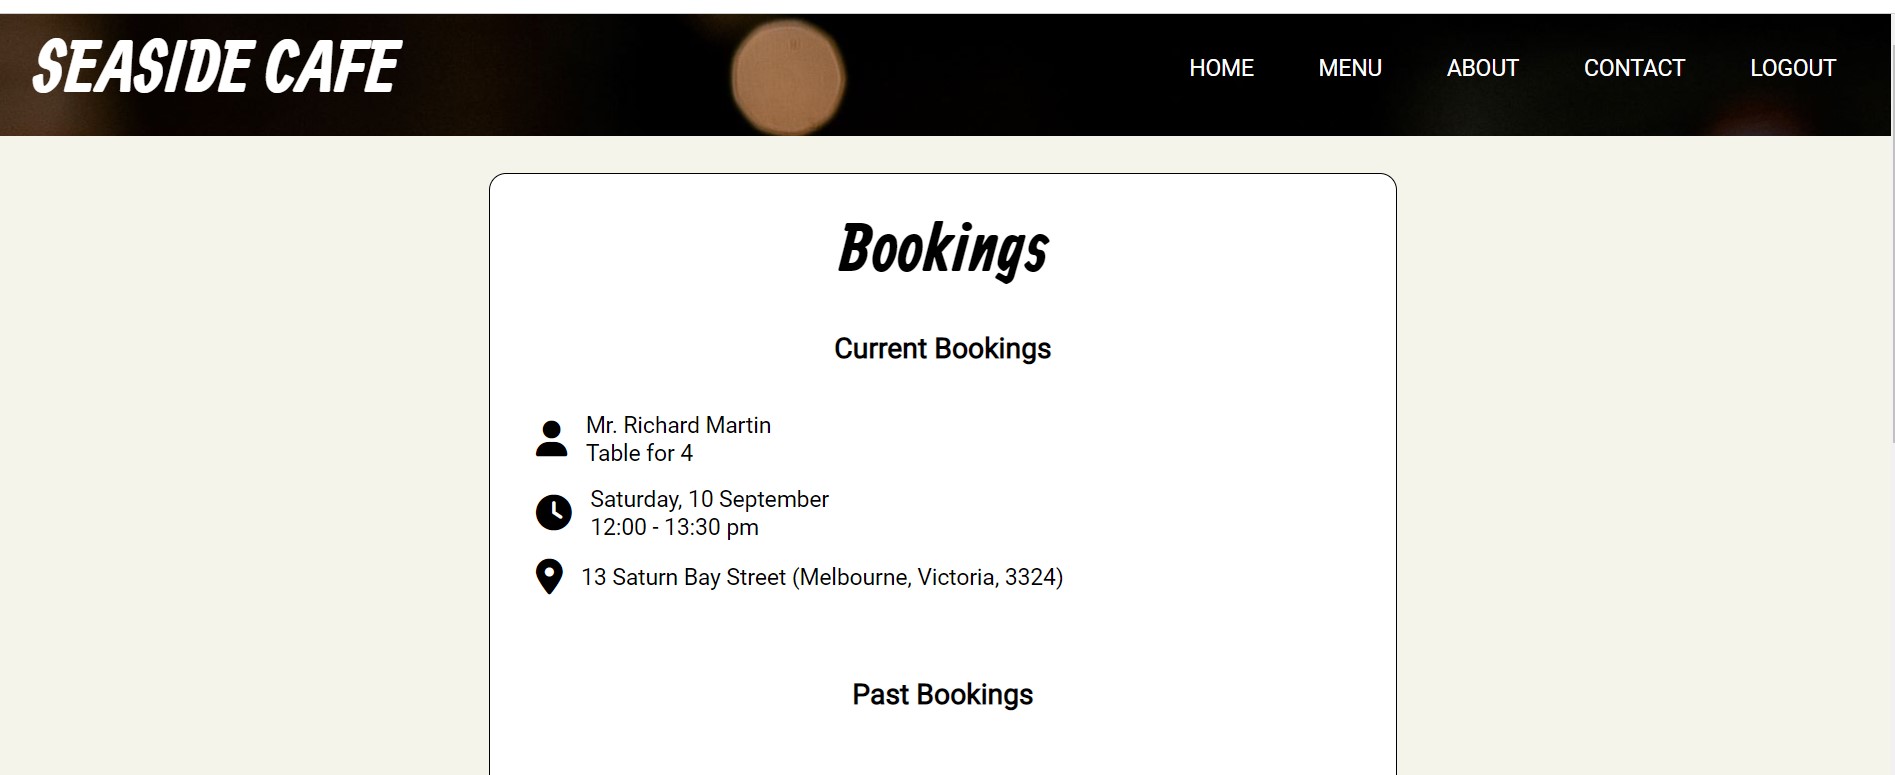 SEASIDE CAFE
HOME MENU ABOUT CONTACT LOGOUT
Bookings
Current Bookings
Mr. Richard Martin
Table for 4
Saturday, 10 September
12:00 - 13:30 pm
13 Saturn Bay Street (Melbourne, Victoria, 3324)
Past Bookings